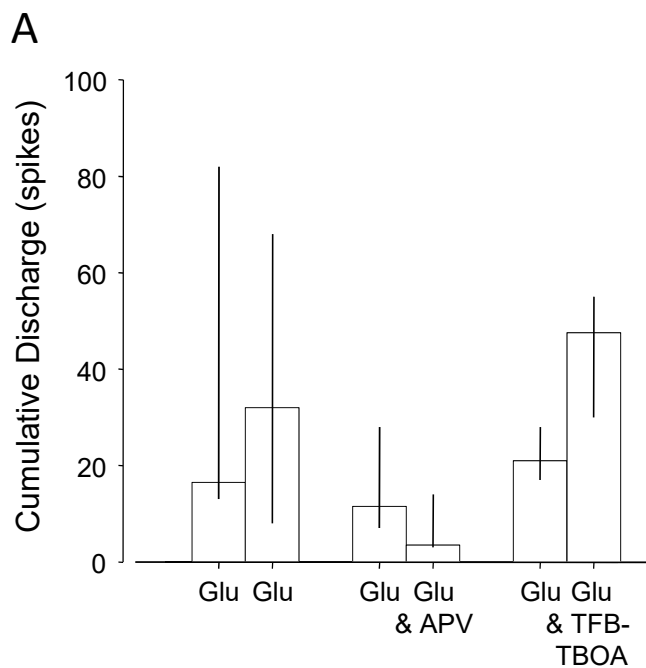 A
Cumulative Discharge (spikes)
100
80
60
40
20
0
Glu Glu Glu Glu Glu Glu
& APV & TFB-
TBOA